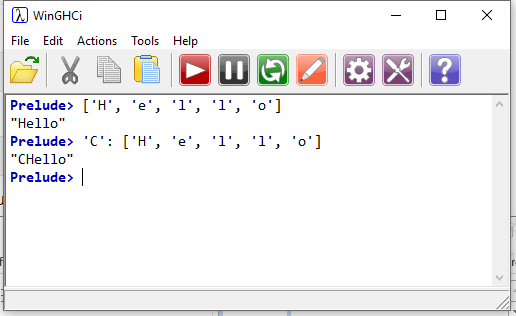 WinGHCi
File Edit Actions Tools Help
Prelude> ['H', 'e', 'l', 'l', 'o']
"Hello"
Prelude> 'C': ['H', 'e', 'l', 'l', 'o']
"CHello"
Prelude>